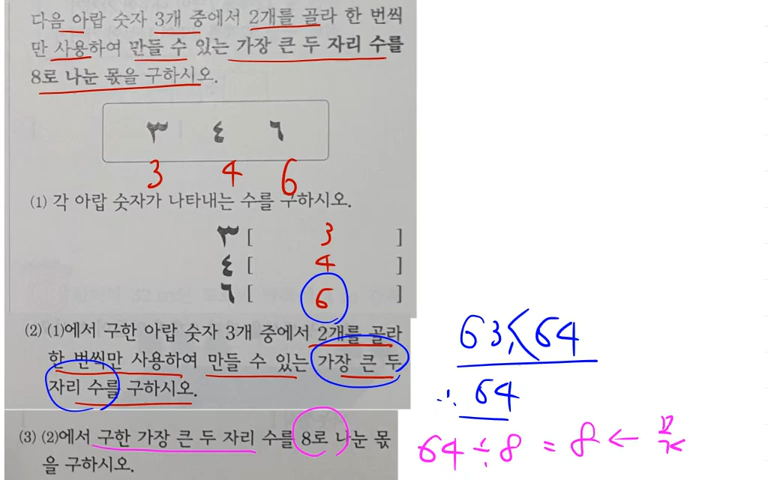 다음 아랍 숫자 3개 중에서 2개를 골라 한 번씩
만 사용하여 만들 수 있는 가장 큰 두 자리 수를
8로 나눈 몫을 구하시오.
٣ ٤ ٦
3 4 6
(1) 각 아랍 숫자가 나타내는 수를 구하시오.
٣ [ 3 ]
٤ [ 4 ]
٦ [ 6 ]
(2) (1)에서 구한 아랍 숫자 3개 중에서 2개를 골라
한 번씩만 사용하여 만들 수 있는 가장 큰 두
자리 수를 구하시오.
63 < 64
∴ 64
(3) (2)에서 구한 가장 큰 두 자리 수를 8로 나눈 몫
을 구하시오.
64 ÷ 8 = 8 ← 몫